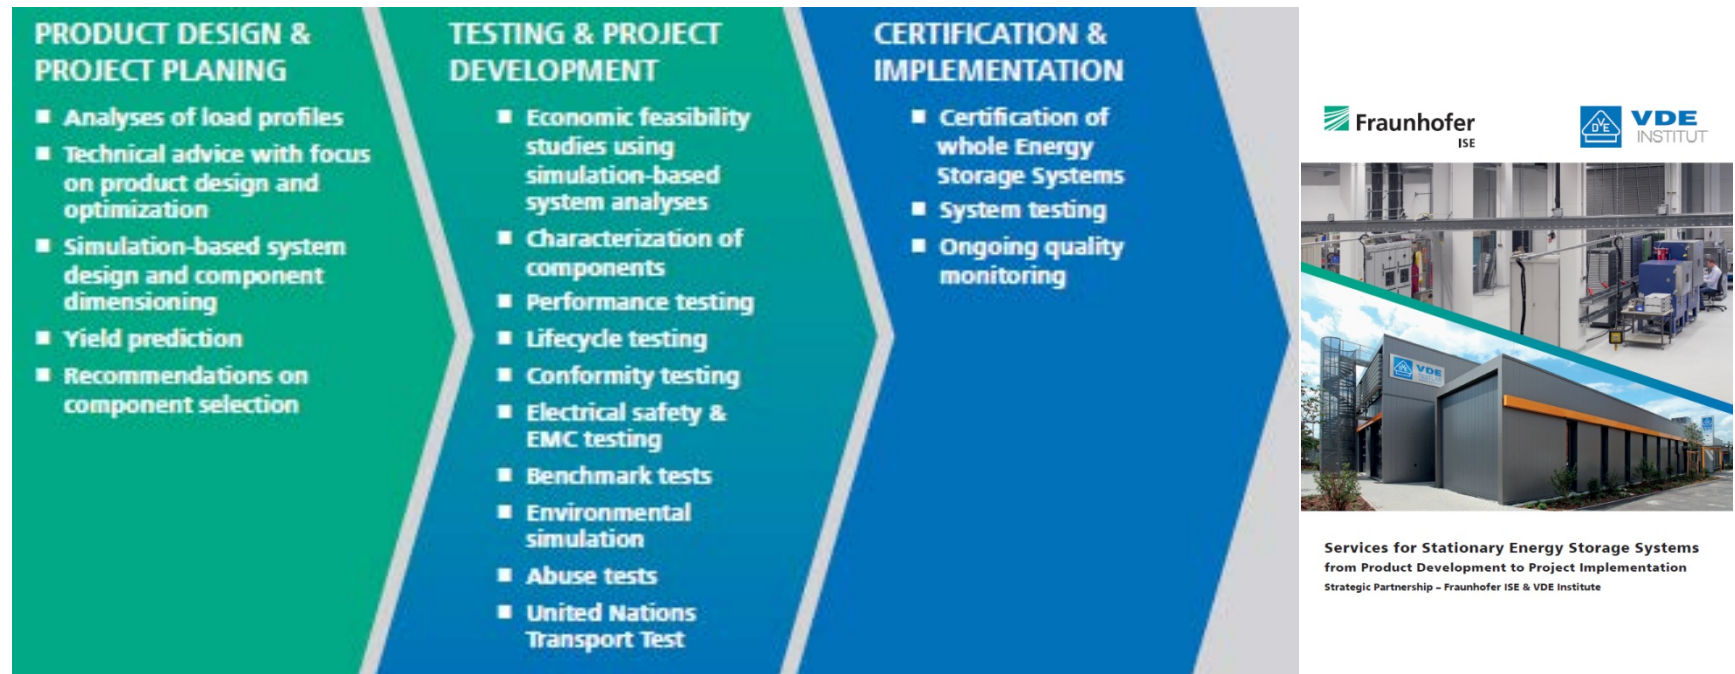 PRODUCT DESIGN &
PROJECT PLANING
■ Analyses of load profiles
■ Technical advice with focus
on product design and
optimization
■ Simulation-based system
design and component
dimensioning
■ Yield prediction
■ Recommendations on
component selection
TESTING & PROJECT
DEVELOPMENT
■ Economic feasibility
studies using
simulation-based
system analyses
■ Characterization of
components
■ Performance testing
■ Lifecycle testing
■ Conformity testing
■ Electrical safety &
EMC testing
■ Benchmark tests
■ Environmental
simulation
■ Abuse tests
■ United Nations
Transport Test
CERTIFICATION &
IMPLEMENTATION
■ Certification of
whole Energy
Storage Systems
■ System testing
■ Ongoing quality
monitoring
Fraunhofer
ISE
DVE
VDE
INSTITUT
VDE
Services for Stationary Energy Storage Systems
from Product Development to Project Implementation
Strategic Partnership – Fraunhofer ISE & VDE Institute